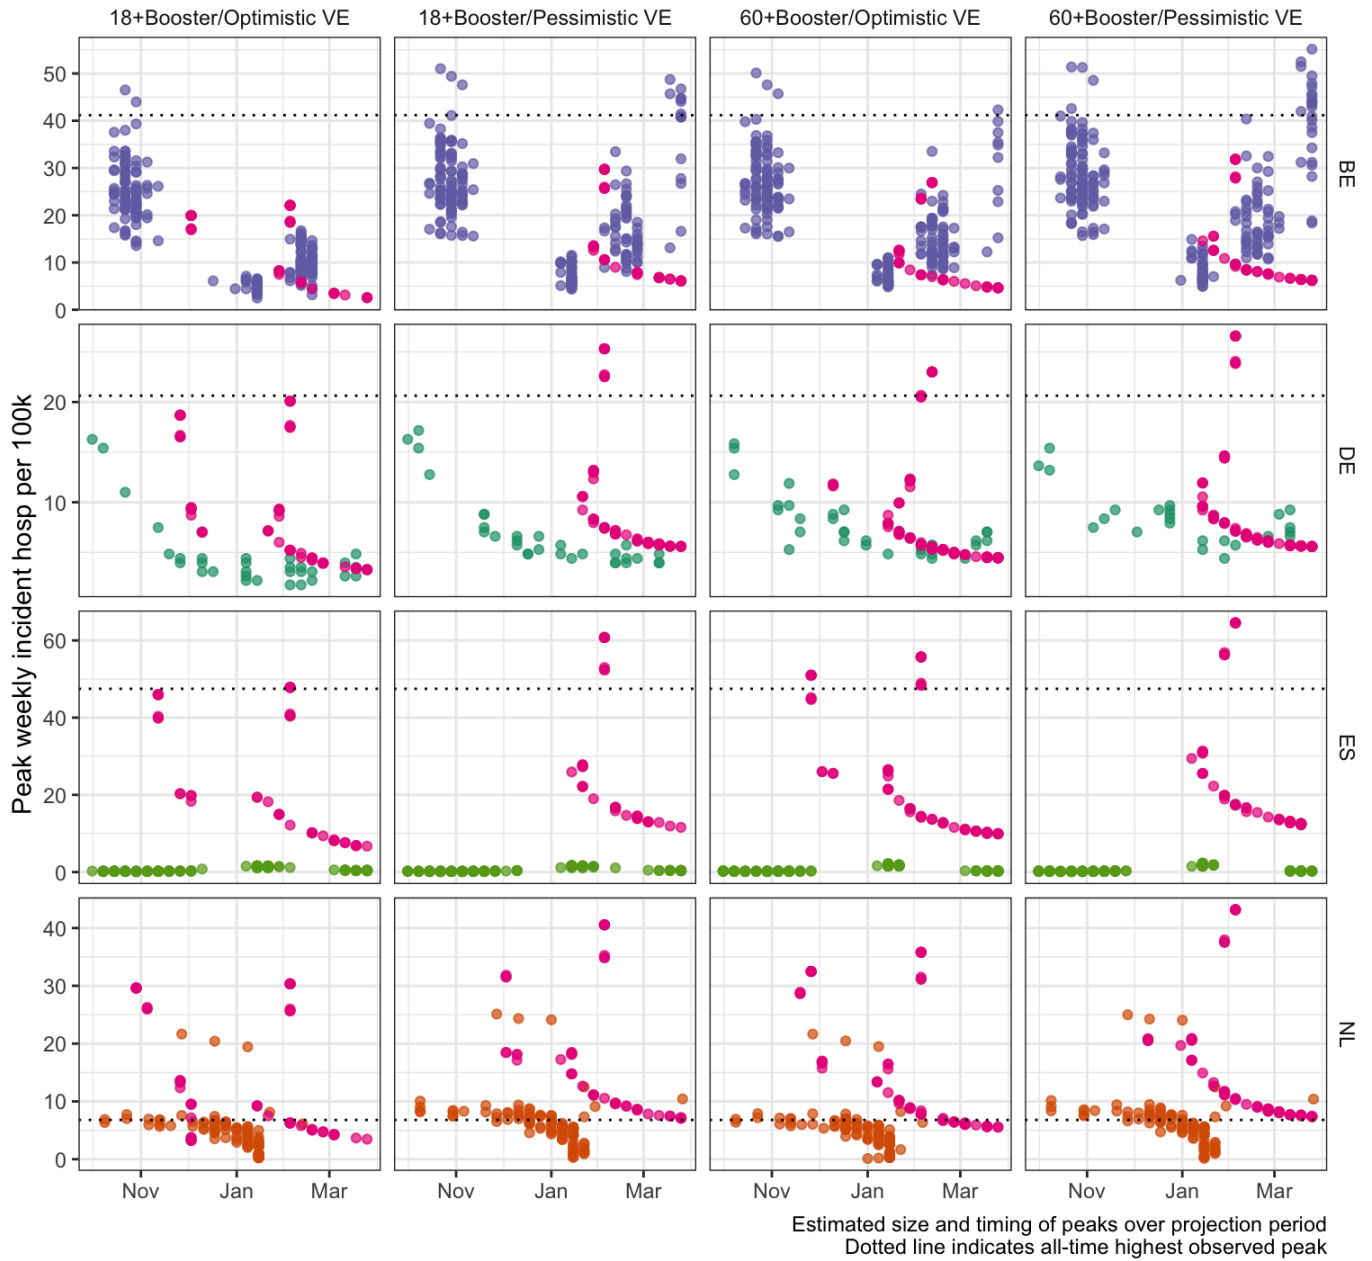 18+Booster/Optimistic VE 18+Booster/Pessimistic VE 60+Booster/Optimistic VE 60+Booster/Pessimistic VE
Peak weekly incident hosp per 100k
50
40
30
20
10
0
BE
20
10
DE
60
40
20
0
ES
40
30
20
10
0
NL
Nov Jan Mar Nov Jan Mar Nov Jan Mar Nov Jan Mar
Estimated size and timing of peaks over projection period
Dotted line indicates all-time highest observed peak